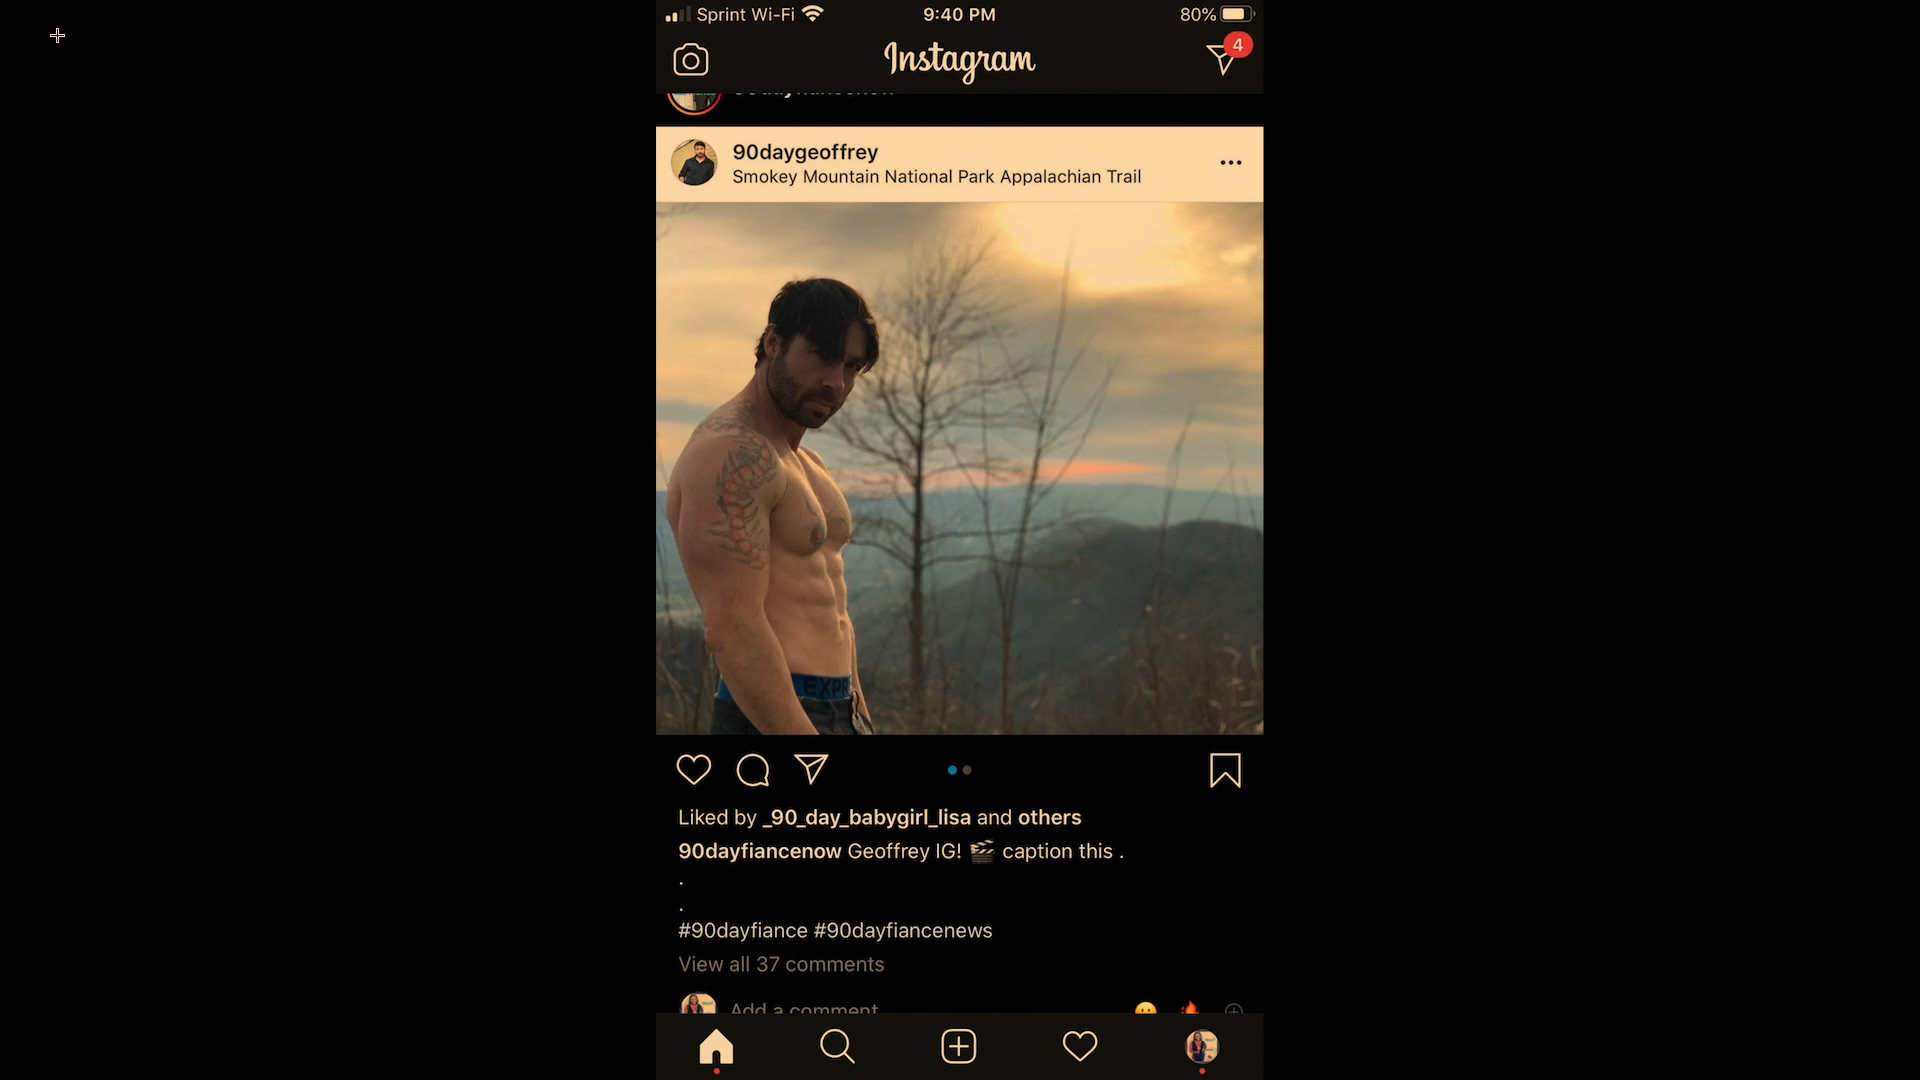 Sprint Wi-Fi
9:40 PM
80%
Instagram
4
90daygeoffrey
Smokey Mountain National Park Appalachian Trail
EXPR
Liked by _90_day_babygirl_lisa and others
90dayfiancenow Geoffrey IG! 🎬 caption this .
.
.
#90dayfiance #90dayfiancenews
View all 37 comments
Add a comment